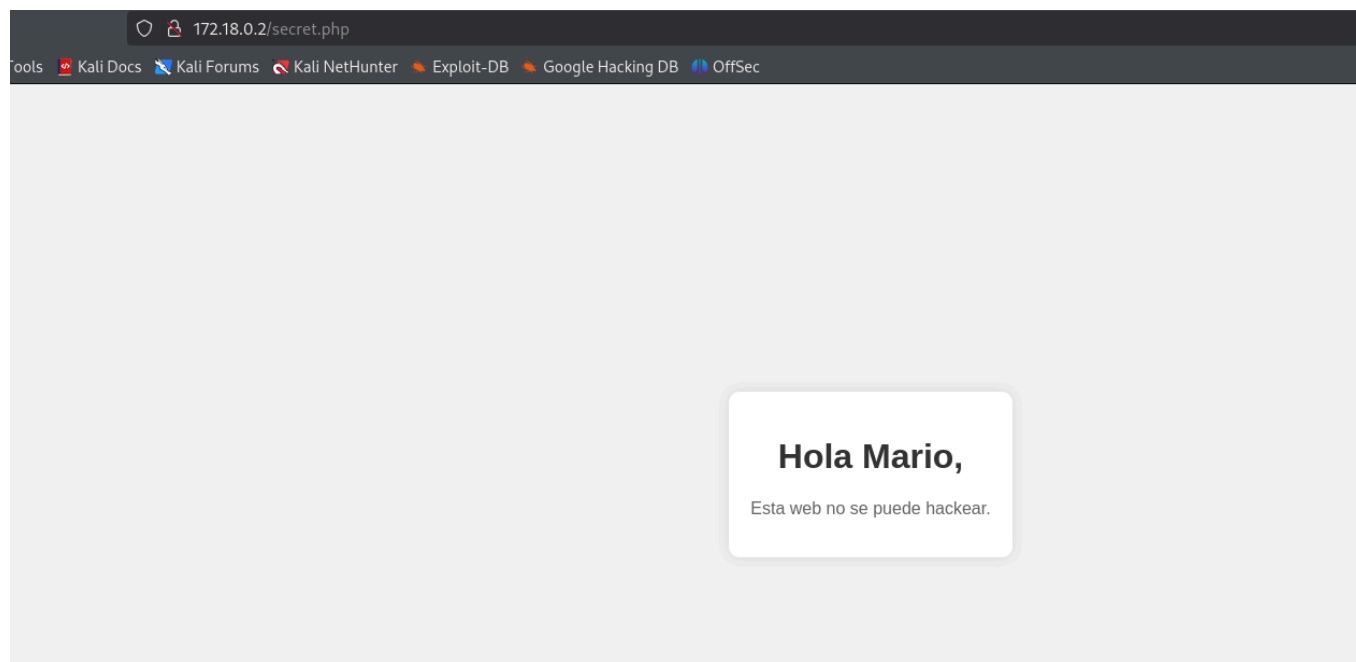 172.18.0.2/secret.php
Tools Kali Docs Kali Forums Kali NetHunter Exploit-DB Google Hacking DB OffSec
Hola Mario,
Esta web no se puede hackear.